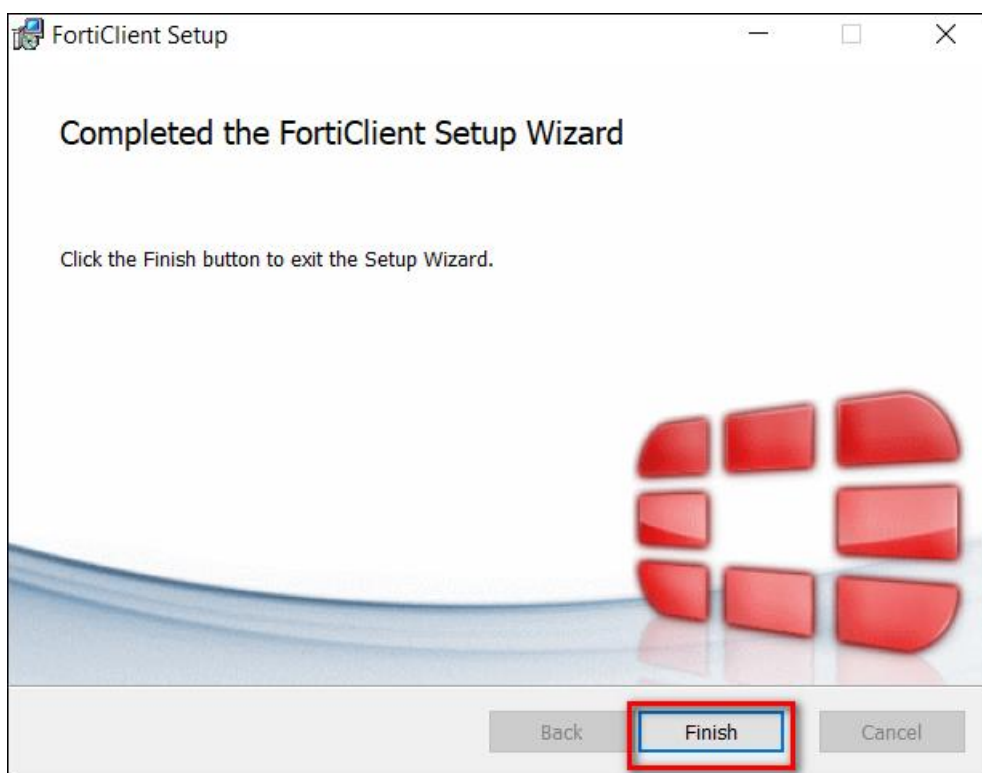 FortiClient Setup
Completed the FortiClient Setup Wizard
Click the Finish button to exit the Setup Wizard.
Back Finish Cancel